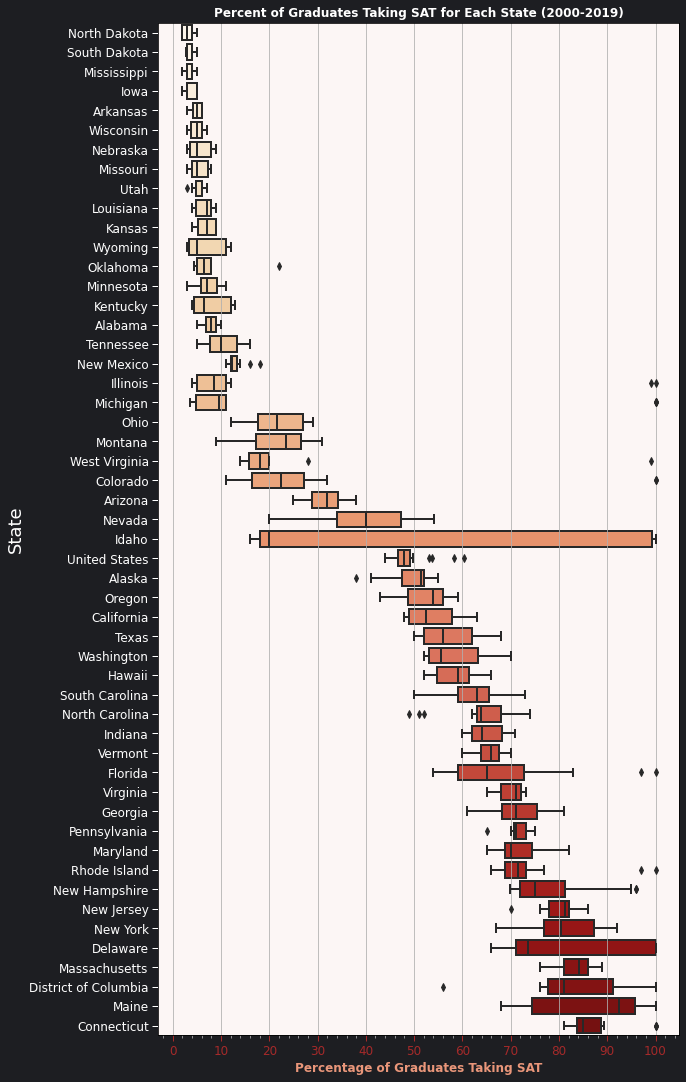 Percent of Graduates Taking SAT for Each State (2000-2019)
State
North Dakota
South Dakota
Mississippi
Iowa
Arkansas
Wisconsin
Nebraska
Missouri
Utah
Louisiana
Kansas
Wyoming
Oklahoma
Minnesota
Kentucky
Alabama
Tennessee
New Mexico
Illinois
Michigan
Ohio
Montana
West Virginia
Colorado
Arizona
Nevada
Idaho
United States
Alaska
Oregon
California
Texas
Washington
Hawaii
South Carolina
North Carolina
Indiana
Vermont
Florida
Virginia
Georgia
Pennsylvania
Maryland
Rhode Island
New Hampshire
New Jersey
New York
Delaware
Massachusetts
District of Columbia
Maine
Connecticut
0 10 20 30 40 50 60 70 80 90 100
Percentage of Graduates Taking SAT